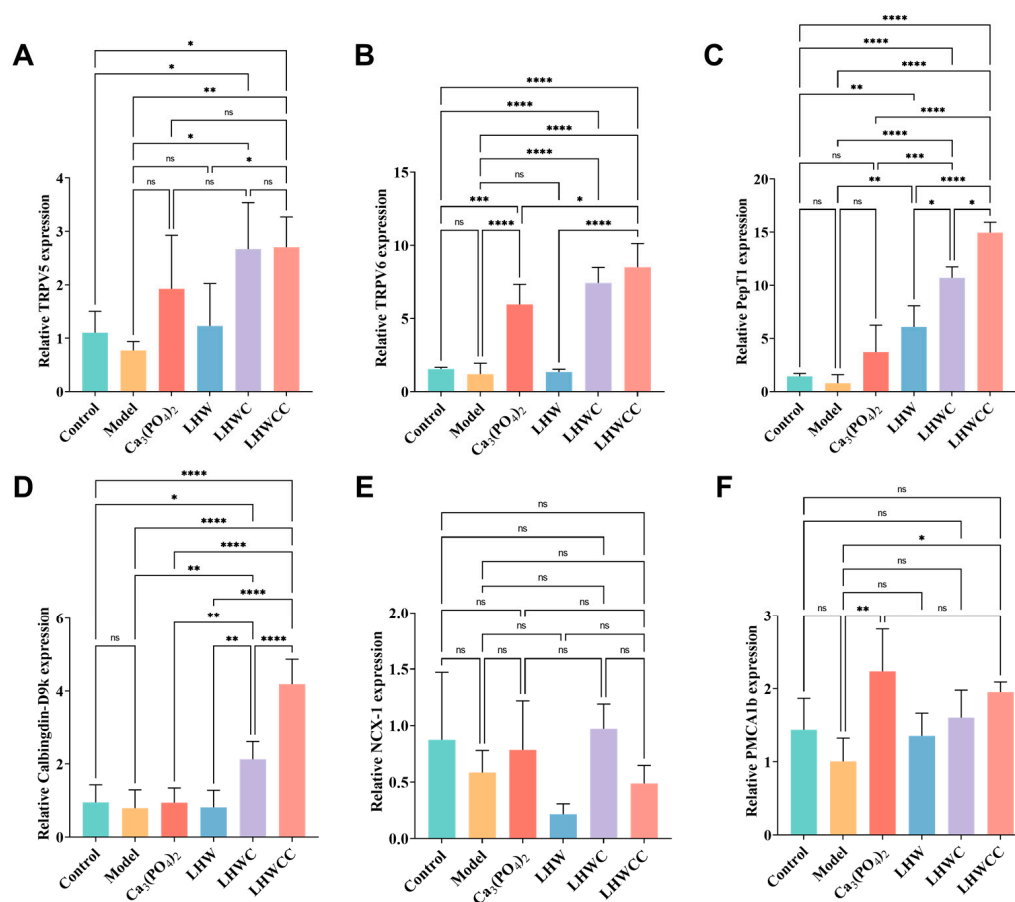 A
*
*
**
ns
*
ns
*
ns
ns
ns
Relative TRPV5 expression
4
3
2
1
0
Control
Model
Ca₃(PO₄)₂
LHW
LHWC
LHWCC
B
****
****
****
****
ns
***
*
ns
****
****
Relative TRPV6 expression
15
10
5
0
Control
Model
Ca₃(PO₄)₂
LHW
LHWC
LHWCC
C
****
****
****
**
****
****
ns
***
**
****
ns
ns
*
*
Relative PepT1 expression
20
15
10
5
0
Control
Model
Ca₃(PO₄)₂
LHW
LHWC
LHWCC
D
****
*
****
****
**
****
**
ns
**
****
Relative Calbingdin-D9k expression
6
4
2
0
Control
Model
Ca₃(PO₄)₂
LHW
LHWC
LHWCC
E
ns
ns
ns
ns
ns
ns
ns
ns
ns
ns
ns
ns
Relative NCX-1 expression
2.0
1.5
1.0
0.5
0.0
Control
Model
Ca₃(PO₄)₂
LHW
LHWC
LHWCC
F
ns
ns
*
ns
ns
ns
**
ns
Relative PMCA1b expression
3
2
1
0
Control
Model
Ca₃(PO₄)₂
LHW
LHWC
LHWCC